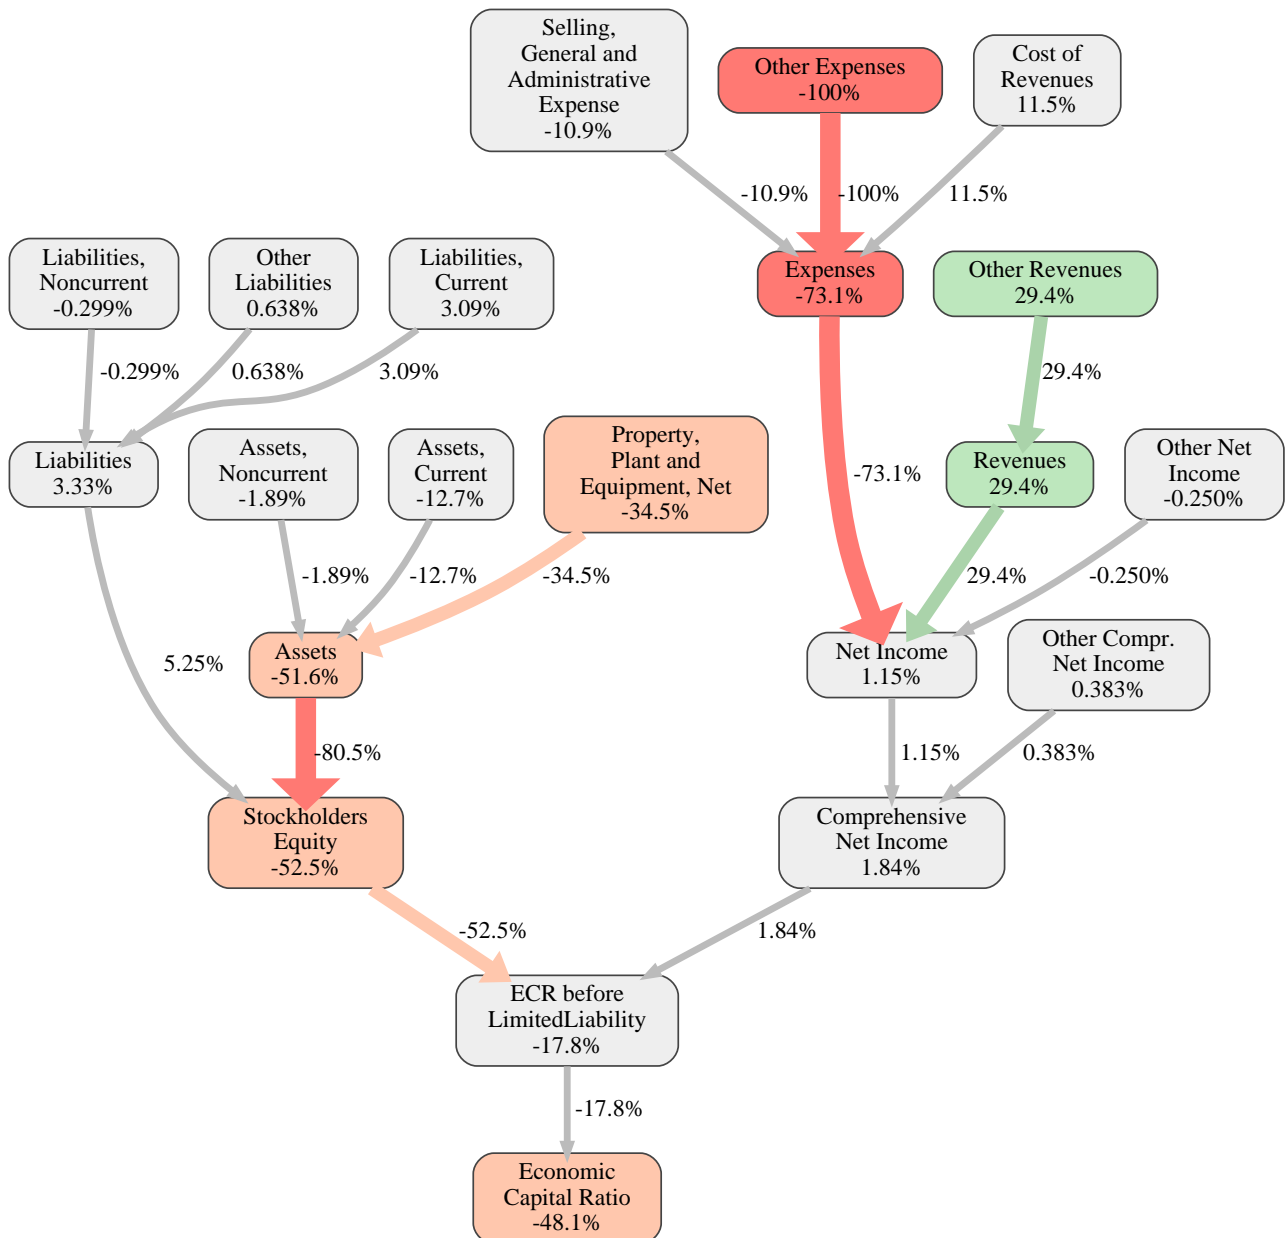 Selling,
General and
Administrative
Expense
-10.9%
Other Expenses
-100%
Cost of
Revenues
11.5%
-10.9%
-100%
11.5%
Liabilities,
Noncurrent
-0.299%
Other
Liabilities
0.638%
Liabilities,
Current
3.09%
Expenses
-73.1%
Other Revenues
29.4%
-0.299%
0.638%
3.09%
29.4%
Liabilities
3.33%
Assets,
Noncurrent
-1.89%
Assets,
Current
-12.7%
Property,
Plant and
Equipment, Net
-34.5%
-73.1%
Revenues
29.4%
Other Net
Income
-0.250%
-1.89%
-12.7%
-34.5%
29.4%
-0.250%
5.25%
Assets
-51.6%
Net Income
1.15%
Other Compr.
Net Income
0.383%
-80.5%
1.15%
0.383%
Stockholders
Equity
-52.5%
Comprehensive
Net Income
1.84%
-52.5%
1.84%
ECR before
LimitedLiability
-17.8%
-17.8%
Economic
Capital Ratio
-48.1%